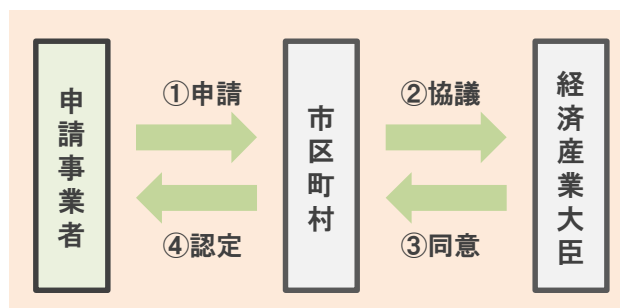 申請事業者
①申請
④認定
市区町村
②協議
③同意
経済産業大臣